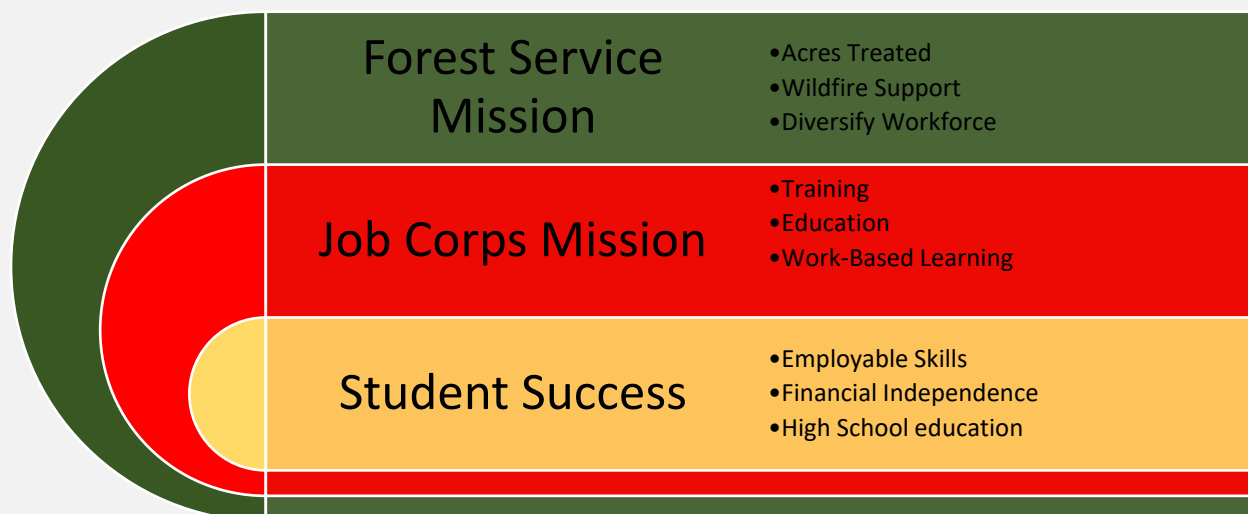 Forest Service
Mission
•Acres Treated
•Wildfire Support
•Diversify Workforce
Job Corps Mission
•Training
•Education
•Work-Based Learning
Student Success
•Employable Skills
•Financial Independence
•High School education